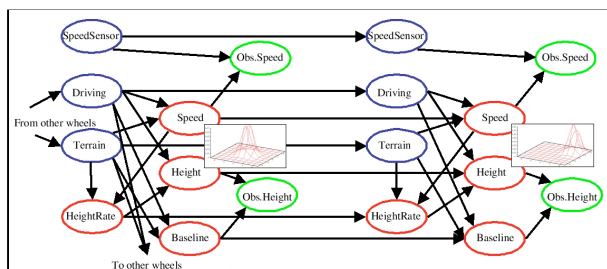 SpeedSensor
SpeedSensor
Obs.Speed
Obs.Speed
Driving
Driving
From other wheels
Speed
Speed
Terrain
Terrain
Height
Height
Obs.Height
Obs.Height
HeightRate
HeightRate
Baseline
Baseline
To other wheels